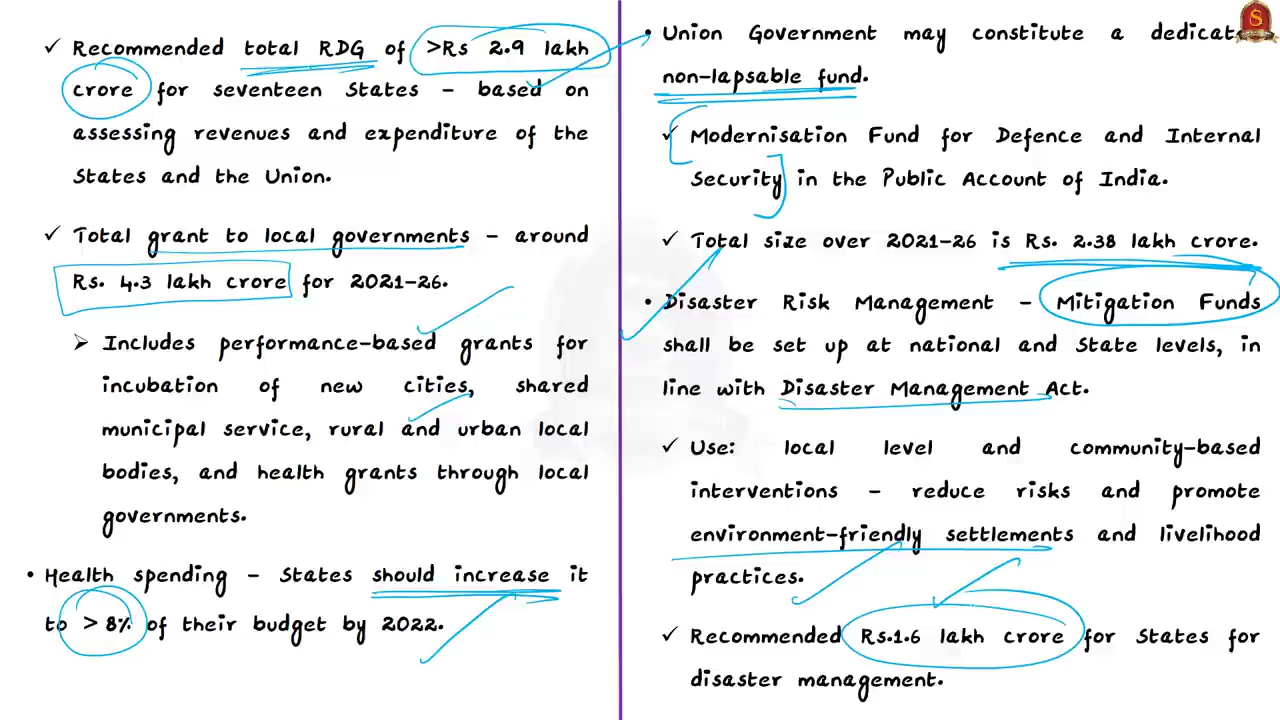 ✓ Recommended total RDG of >Rs 2.9 lakh
crore for seventeen States – based on
assessing revenues and expenditure of the
States and the Union.
✓ Total grant to local governments – around
Rs. 4.3 lakh crore for 2021-26.
➢ Includes performance-based grants for
incubation of new cities, shared
municipal service, rural and urban local
bodies, and health grants through local
governments.
• Health spending – States should increase it
to > 8% of their budget by 2022.
• Union Government may constitute a
non-lapsable fund.
✓ Modernisation Fund for Defence and Internal
Security in the Public Account of India.
✓ Total size over 2021-26 is Rs. 2.38 lakh crore.
• Disaster Risk Management – Mitigation Funds
shall be set up at national and State levels, in
line with Disaster Management Act.
✓ Use: local level and community-based
interventions – reduce risks and promote
environment-friendly settlements and livelihood
practices.
✓ Recommended Rs.1.6 lakh crore for States for
disaster management.